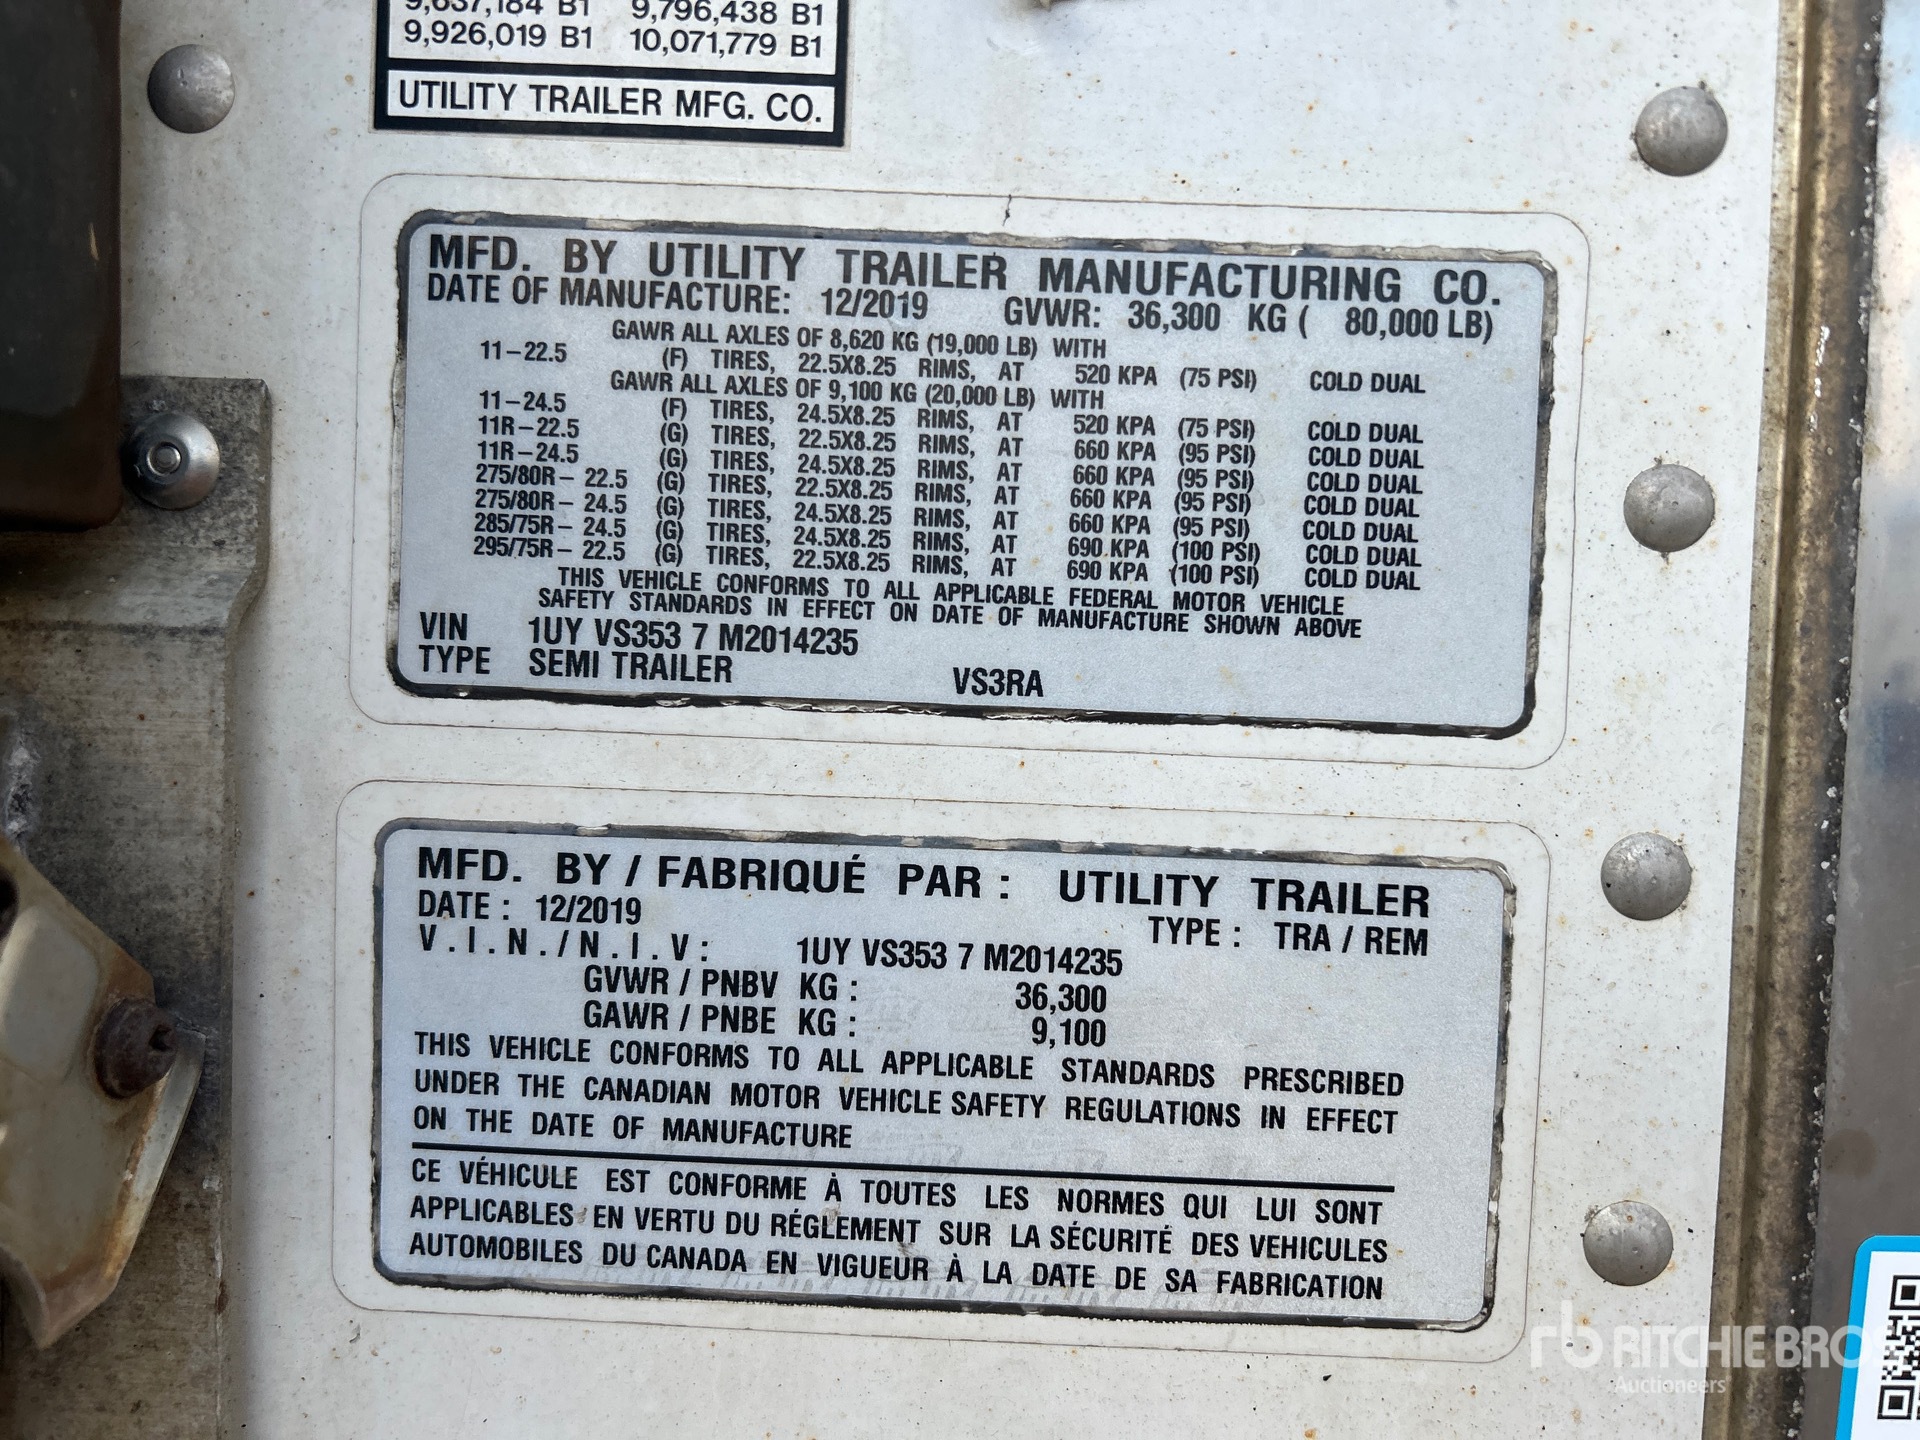 9,637,184 B1 9,796,438 B1
9,926,019 B1 10,071,779 B1
UTILITY TRAILER MFG. CO.
MFD. BY UTILITY TRAILER MANUFACTURING CO.
DATE OF MANUFACTURE: 12/2019 GVWR: 36,300 KG ( 80,000 LB)
GAWR ALL AXLES OF 8,620 KG (19,000 LB) WITH
11-22.5 (F) TIRES, 22.5X8.25 RIMS, AT 520 KPA (75 PSI) COLD DUAL
GAWR ALL AXLES OF 9,100 KG (20,000 LB) WITH
11-24.5 (F) TIRES, 24.5X8.25 RIMS, AT 520 KPA (75 PSI) COLD DUAL
11R-22.5 (G) TIRES, 22.5X8.25 RIMS, AT 660 KPA (95 PSI) COLD DUAL
11R-24.5 (G) TIRES, 24.5X8.25 RIMS, AT 660 KPA (95 PSI) COLD DUAL
275/80R- 22.5 (G) TIRES, 22.5X8.25 RIMS, AT 660 KPA (95 PSI) COLD DUAL
275/80R- 24.5 (G) TIRES, 24.5X8.25 RIMS, AT 660 KPA (95 PSI) COLD DUAL
285/75R- 24.5 (G) TIRES, 24.5X8.25 RIMS, AT 690 KPA (100 PSI) COLD DUAL
295/75R- 22.5 (G) TIRES, 22.5X8.25 RIMS, AT 690 KPA (100 PSI) COLD DUAL
THIS VEHICLE CONFORMS TO ALL APPLICABLE FEDERAL MOTOR VEHICLE
SAFETY STANDARDS IN EFFECT ON DATE OF MANUFACTURE SHOWN ABOVE
VIN 1UY VS353 7 M2014235
TYPE SEMI TRAILER VS3RA
MFD. BY / FABRIQUÉ PAR : UTILITY TRAILER
DATE : 12/2019 TYPE : TRA / REM
V.I.N./N.I.V: 1UY VS353 7 M2014235
GVWR / PNBV KG : 36,300
GAWR / PNBE KG : 9,100
THIS VEHICLE CONFORMS TO ALL APPLICABLE STANDARDS PRESCRIBED
UNDER THE CANADIAN MOTOR VEHICLE SAFETY REGULATIONS IN EFFECT
ON THE DATE OF MANUFACTURE
CE VÉHICULE EST CONFORME À TOUTES LES NORMES QUI LUI SONT
APPLICABLES EN VERTU DU RÉGLEMENT SUR LA SÉCURITÉ DES VEHICULES
AUTOMOBILES DU CANADA EN VIGUEUR À LA DATE DE SA FABRICATION
rb RITCHIE BROS
Auctioneers